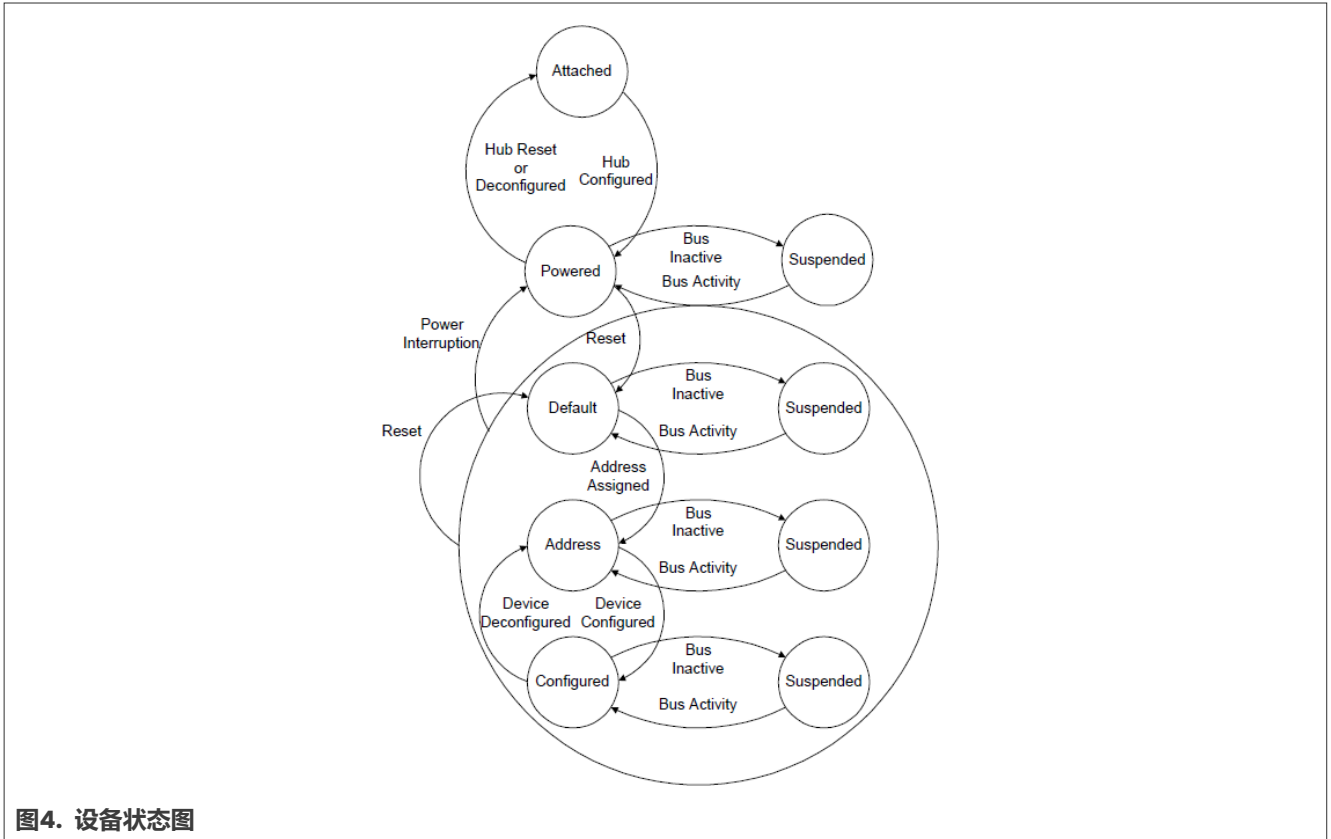 Attached
Hub Reset
or
Deconfigured
Hub
Configured
Powered
Bus
Inactive
Bus Activity
Suspended
Power
Interruption
Reset
Default
Bus
Inactive
Bus Activity
Suspended
Reset
Address
Assigned
Address
Bus
Inactive
Bus Activity
Suspended
Device
Deconfigured
Device
Configured
Configured
Bus
Inactive
Bus Activity
Suspended
图4. 设备状态图